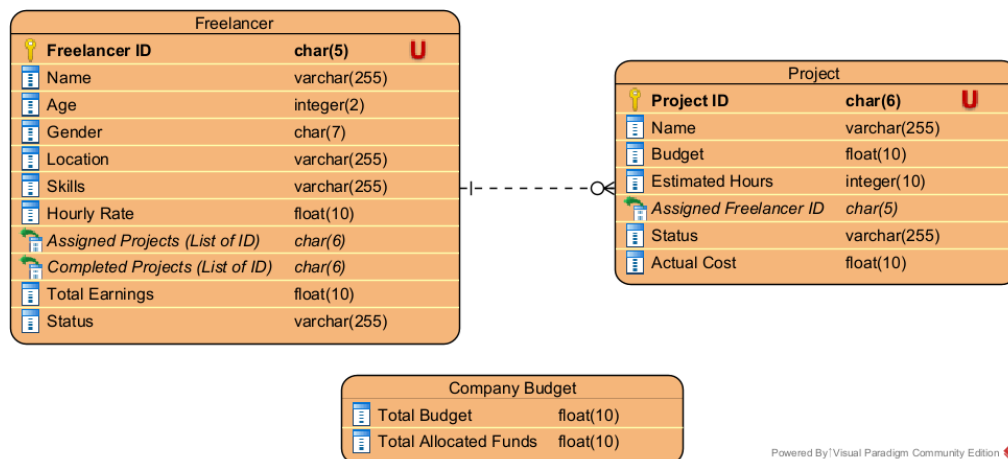 Freelancer
Freelancer ID char(5) U
Name varchar(255)
Age integer(2)
Gender char(7)
Location varchar(255)
Skills varchar(255)
Hourly Rate float(10)
Assigned Projects (List of ID) char(6)
Completed Projects (List of ID) char(6)
Total Earnings float(10)
Status varchar(255)
Project
Project ID char(6) U
Name varchar(255)
Budget float(10)
Estimated Hours integer(10)
Assigned Freelancer ID char(5)
Status varchar(255)
Actual Cost float(10)
Company Budget
Total Budget float(10)
Total Allocated Funds float(10)
Powered By Visual Paradigm Community Edition